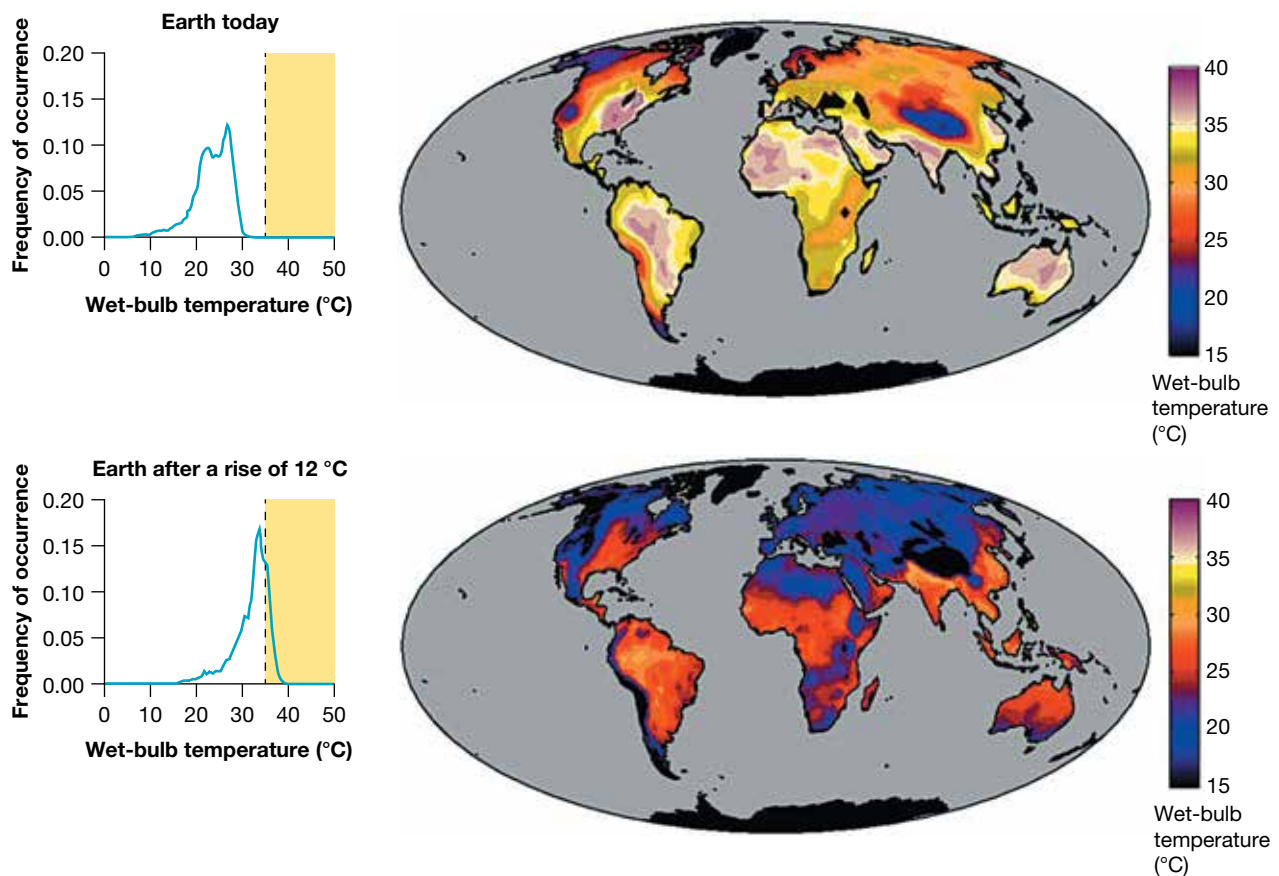 Earth today
Frequency of occurrence
0.20
0.15
0.10
0.05
0.00
0 10 20 30 40 50
Wet-bulb temperature (°C)
40
35
30
25
20
15
Wet-bulb
temperature
(°C)
Earth after a rise of 12 °C
Frequency of occurrence
0.20
0.15
0.10
0.05
0.00
0 10 20 30 40 50
Wet-bulb temperature (°C)
40
35
30
25
20
15
Wet-bulb
temperature
(°C)